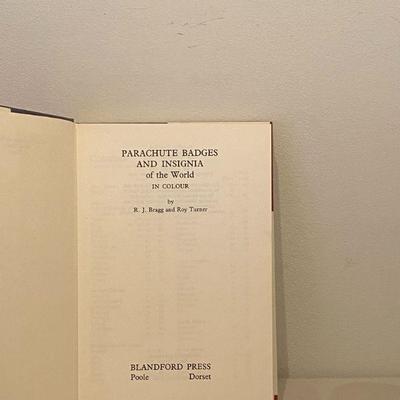 PARACHUTE BADGES
AND INSIGNIA
of the World
IN COLOUR
by
R. J. Bragg and Roy Turner
BLANDFORD PRESS
Poole Dorset